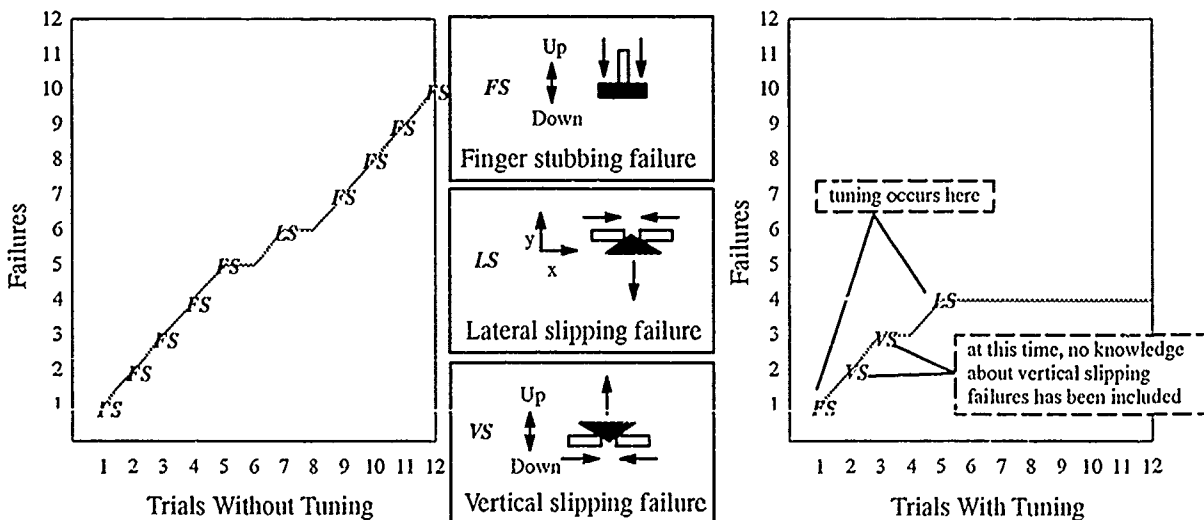 12
11
10
9
8
7
6
5
4
3
2
1
Failures
FS
FS
FS
FS
FS
LS
FS
FS
FS
FS
1 2 3 4 5 6 7 8 9 10 11 12
Trials Without Tuning
Up
FS
Down
Finger stubbing failure
y
x
LS
Lateral slipping failure
Up
VS
Down
Vertical slipping failure
12
11
10
9
8
7
6
5
4
3
2
1
Failures
tuning occurs here
LS
VS
VS
FS
at this time, no knowledge
about vertical slipping
failures has been included
1 2 3 4 5 6 7 8 9 10 11 12
Trials With Tuning